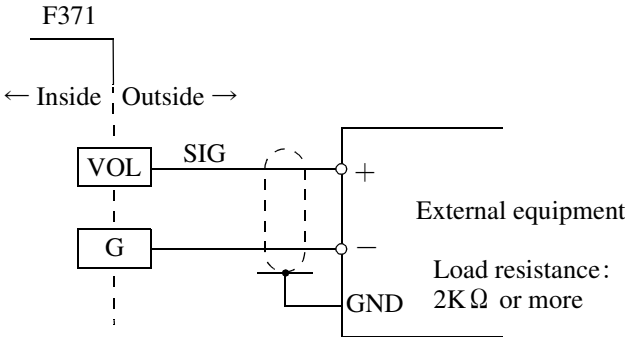 F371
← Inside Outside →
VOL SIG +
External equipment
G −
Load resistance:
2KΩ or more
GND